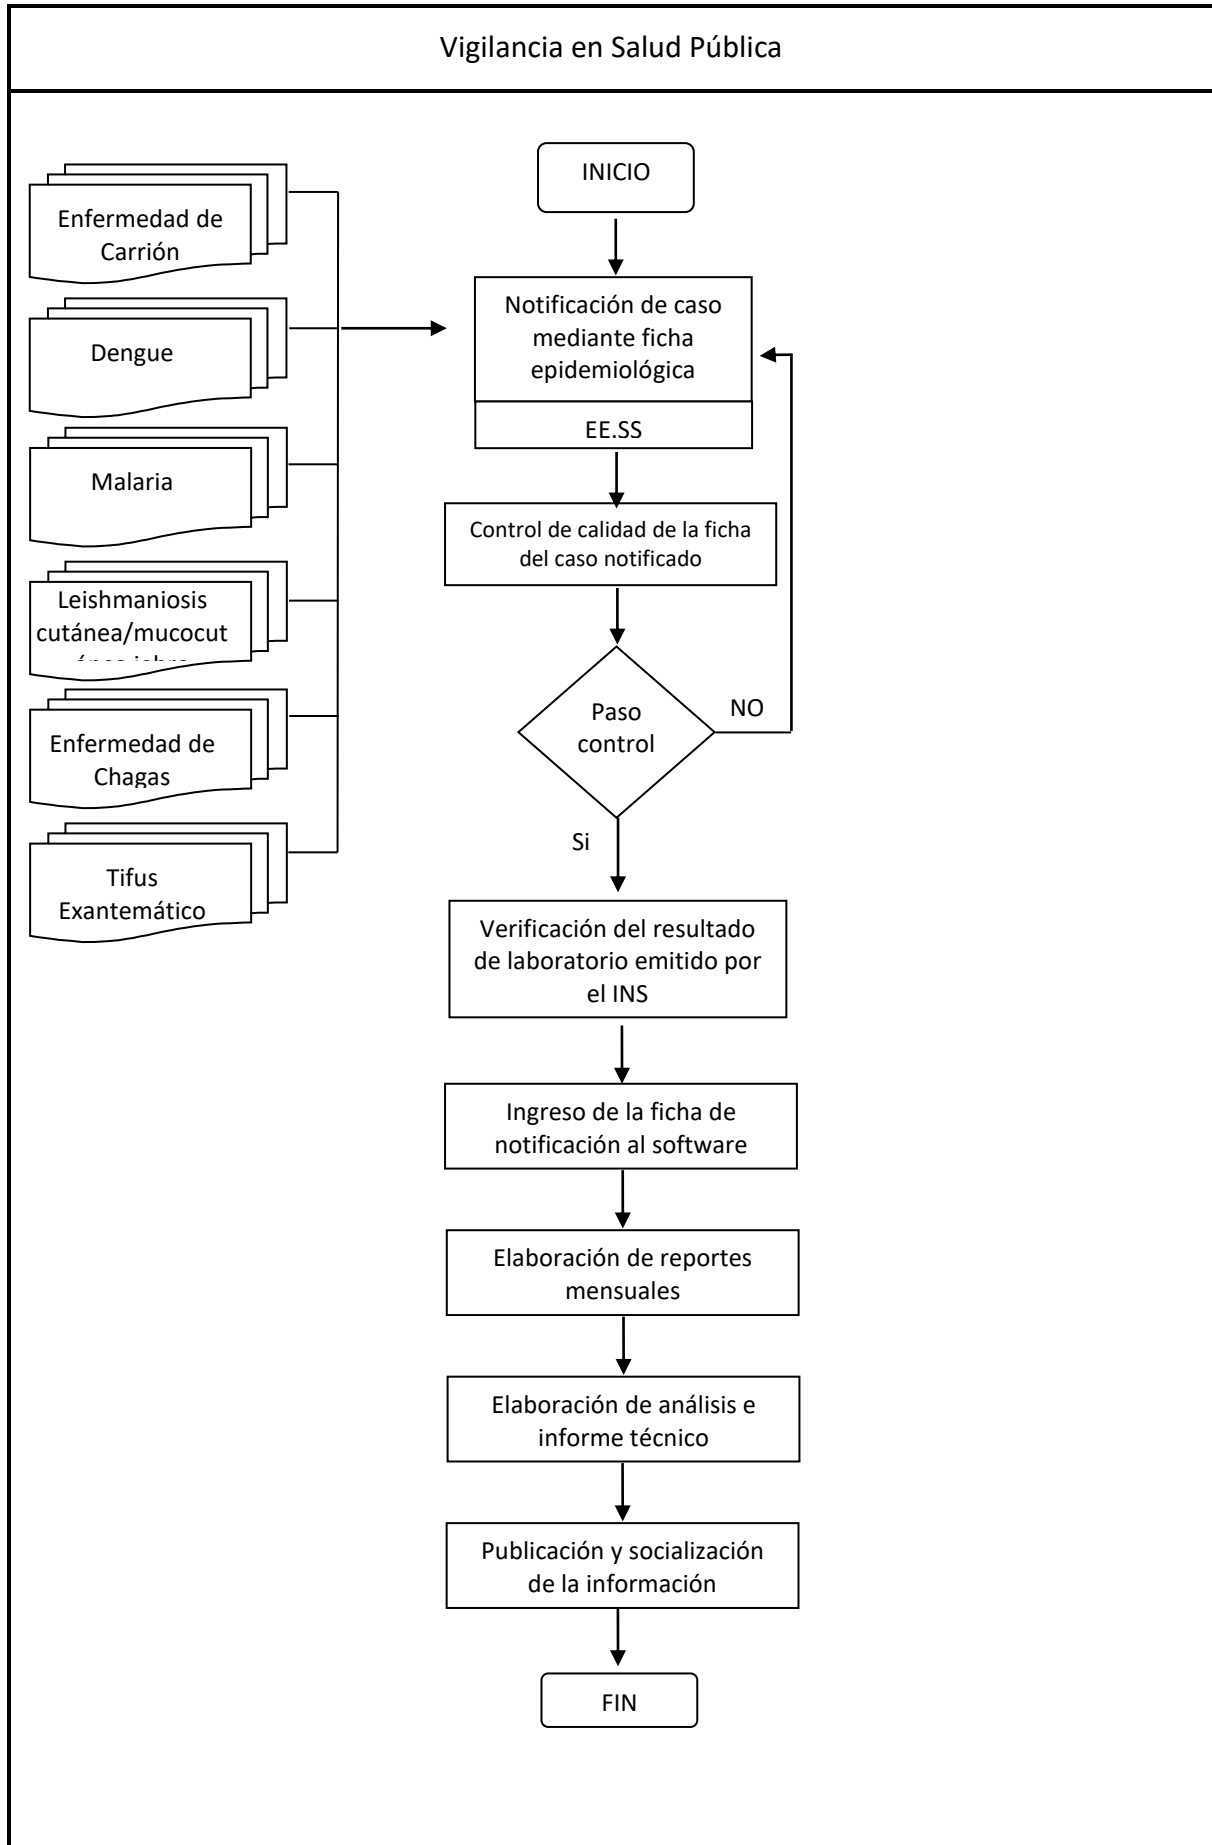 Vigilancia en Salud Pública
INICIO
Enfermedad de
Carrión
Dengue
Malaria
Leishmaniosis
cutánea/mucocut
Enfermedad de
Chagas
Tifus
Exantemático
Notificación de caso
mediante ficha
epidemiológica
EE.SS
Control de calidad de la ficha
del caso notificado
Paso
control
NO
Si
Verificación del resultado
de laboratorio emitido por
el INS
Ingreso de la ficha de
notificación al software
Elaboración de reportes
mensuales
Elaboración de análisis e
informe técnico
Publicación y socialización
de la información
FIN